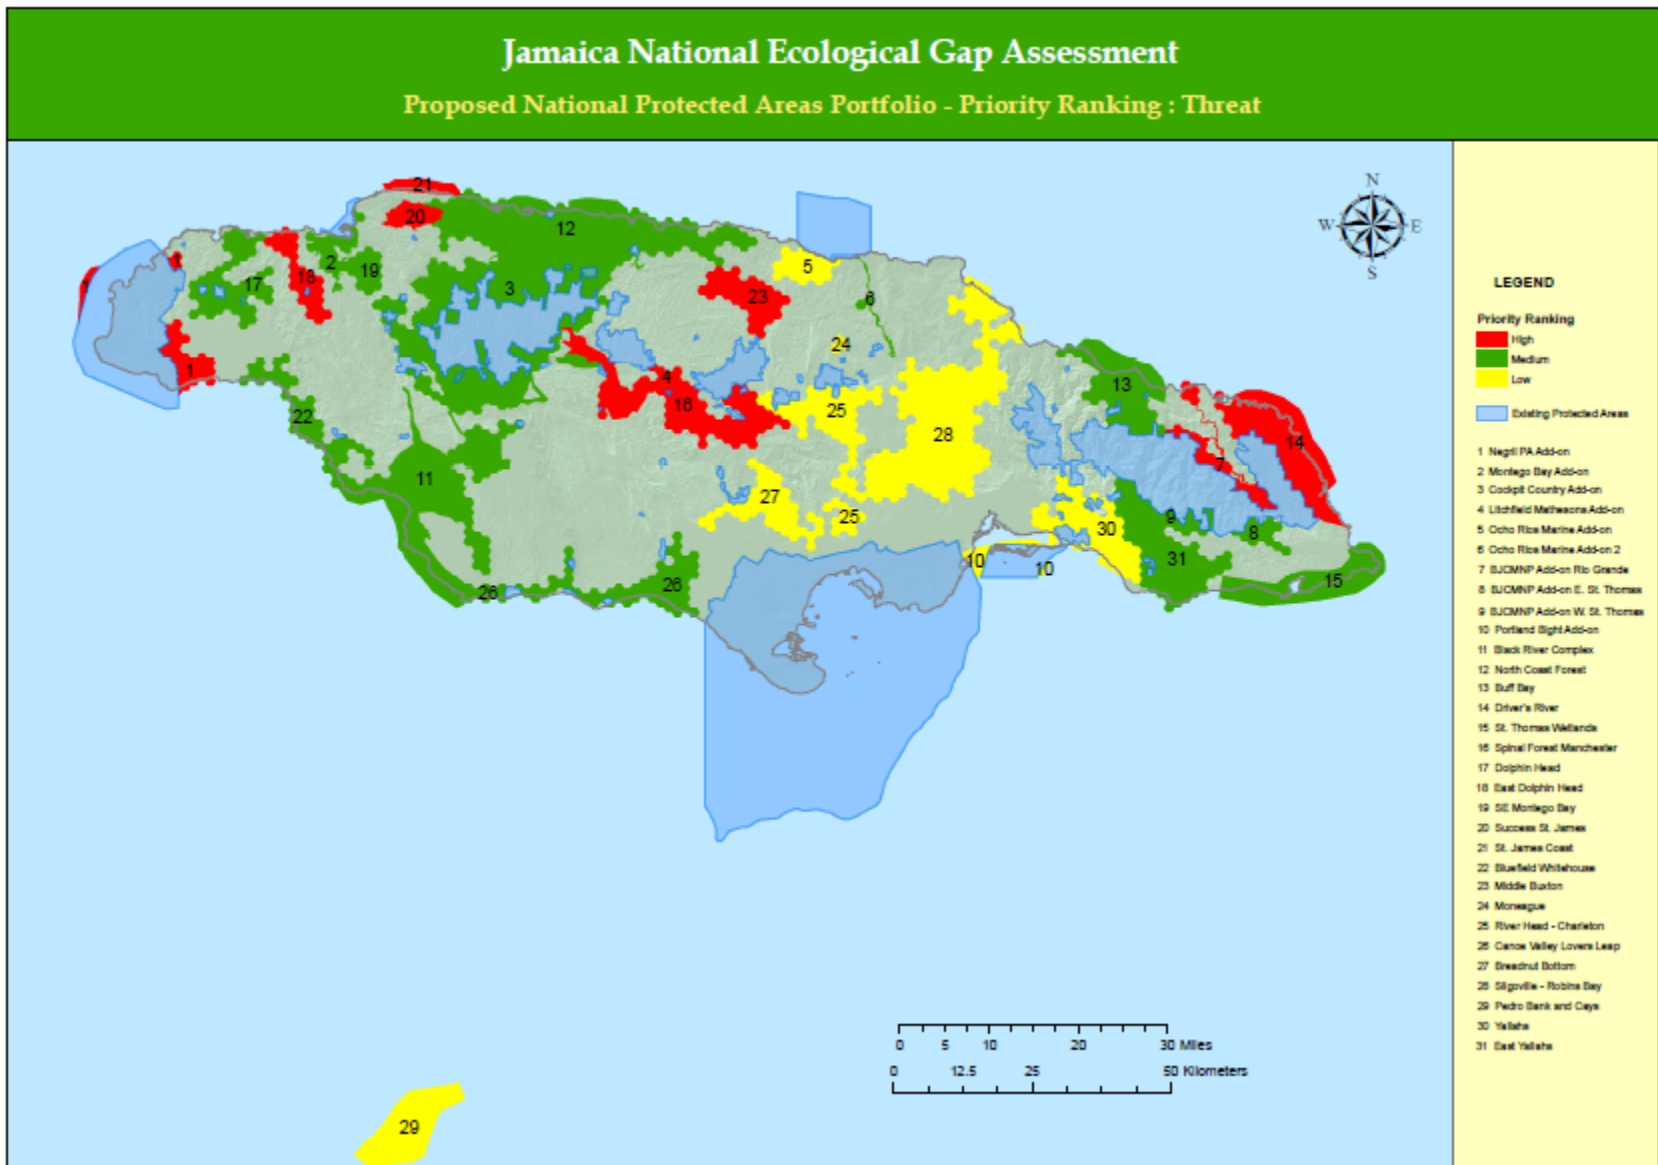 Jamaica National Ecological Gap Assessment
Proposed National Protected Areas Portfolio - Priority Ranking : Threat
N
W E
S
21
20
12
1
2
19
18
17
3
1
5
23
6
24
4
1
16
25
28
13
14
7
22
11
27
25
30
9
8
31
10
10
15
26
26
29
LEGEND
Priority Ranking
High
Medium
Low
Existing Protected Areas
1 Negril PA Add-on
2 Montego Bay Add-on
3 Cockpit Country Add-on
4 Litchfield Mathesons Add-on
5 Ocho Rios Marine Add-on
6 Ocho Rios Marine Add-on 2
7 BJCMNP Add-on Rio Grande
8 BJCMNP Add-on E. St. Thomas
9 BJCMNP Add-on W. St. Thomas
10 Portland Bight Add-on
11 Black River Complex
12 North Coast Forest
13 Buff Bay
14 Driver's River
15 St. Thomas Wetlands
16 Spinal Forest Manchester
17 Dolphin Head
18 East Dolphin Head
19 SE Montego Bay
20 Success St. James
21 St. James Coast
22 Bluefield Whitehouse
23 Middle Buxton
24 Moneague
25 River Head - Charleton
26 Canoe Valley Lovers Leap
27 Breadnut Bottom
28 Sligoville - Robins Bay
29 Pedro Bank and Cays
30 Yallahs
31 East Yallahs
0 5 10 20 30 Miles
0 12.5 25 50 Kilometers